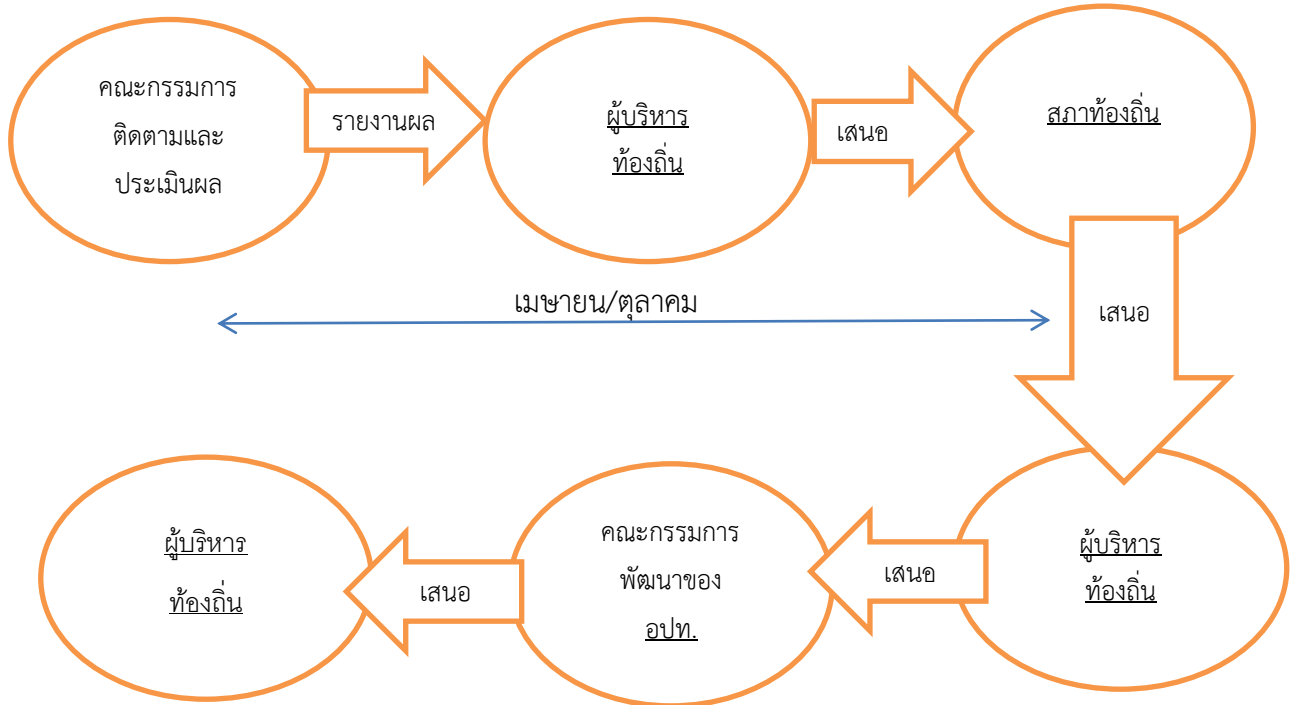 คณะกรรมการ
ติดตามและ
ประเมินผล
รายงานผล
ผู้บริหาร
ท้องถิ่น
เสนอ
สภาท้องถิ่น
เมษายน/ตุลาคม
เสนอ
ผู้บริหาร
ท้องถิ่น
เสนอ
คณะกรรมการ
พัฒนาของ
อปท.
เสนอ
ผู้บริหาร
ท้องถิ่น